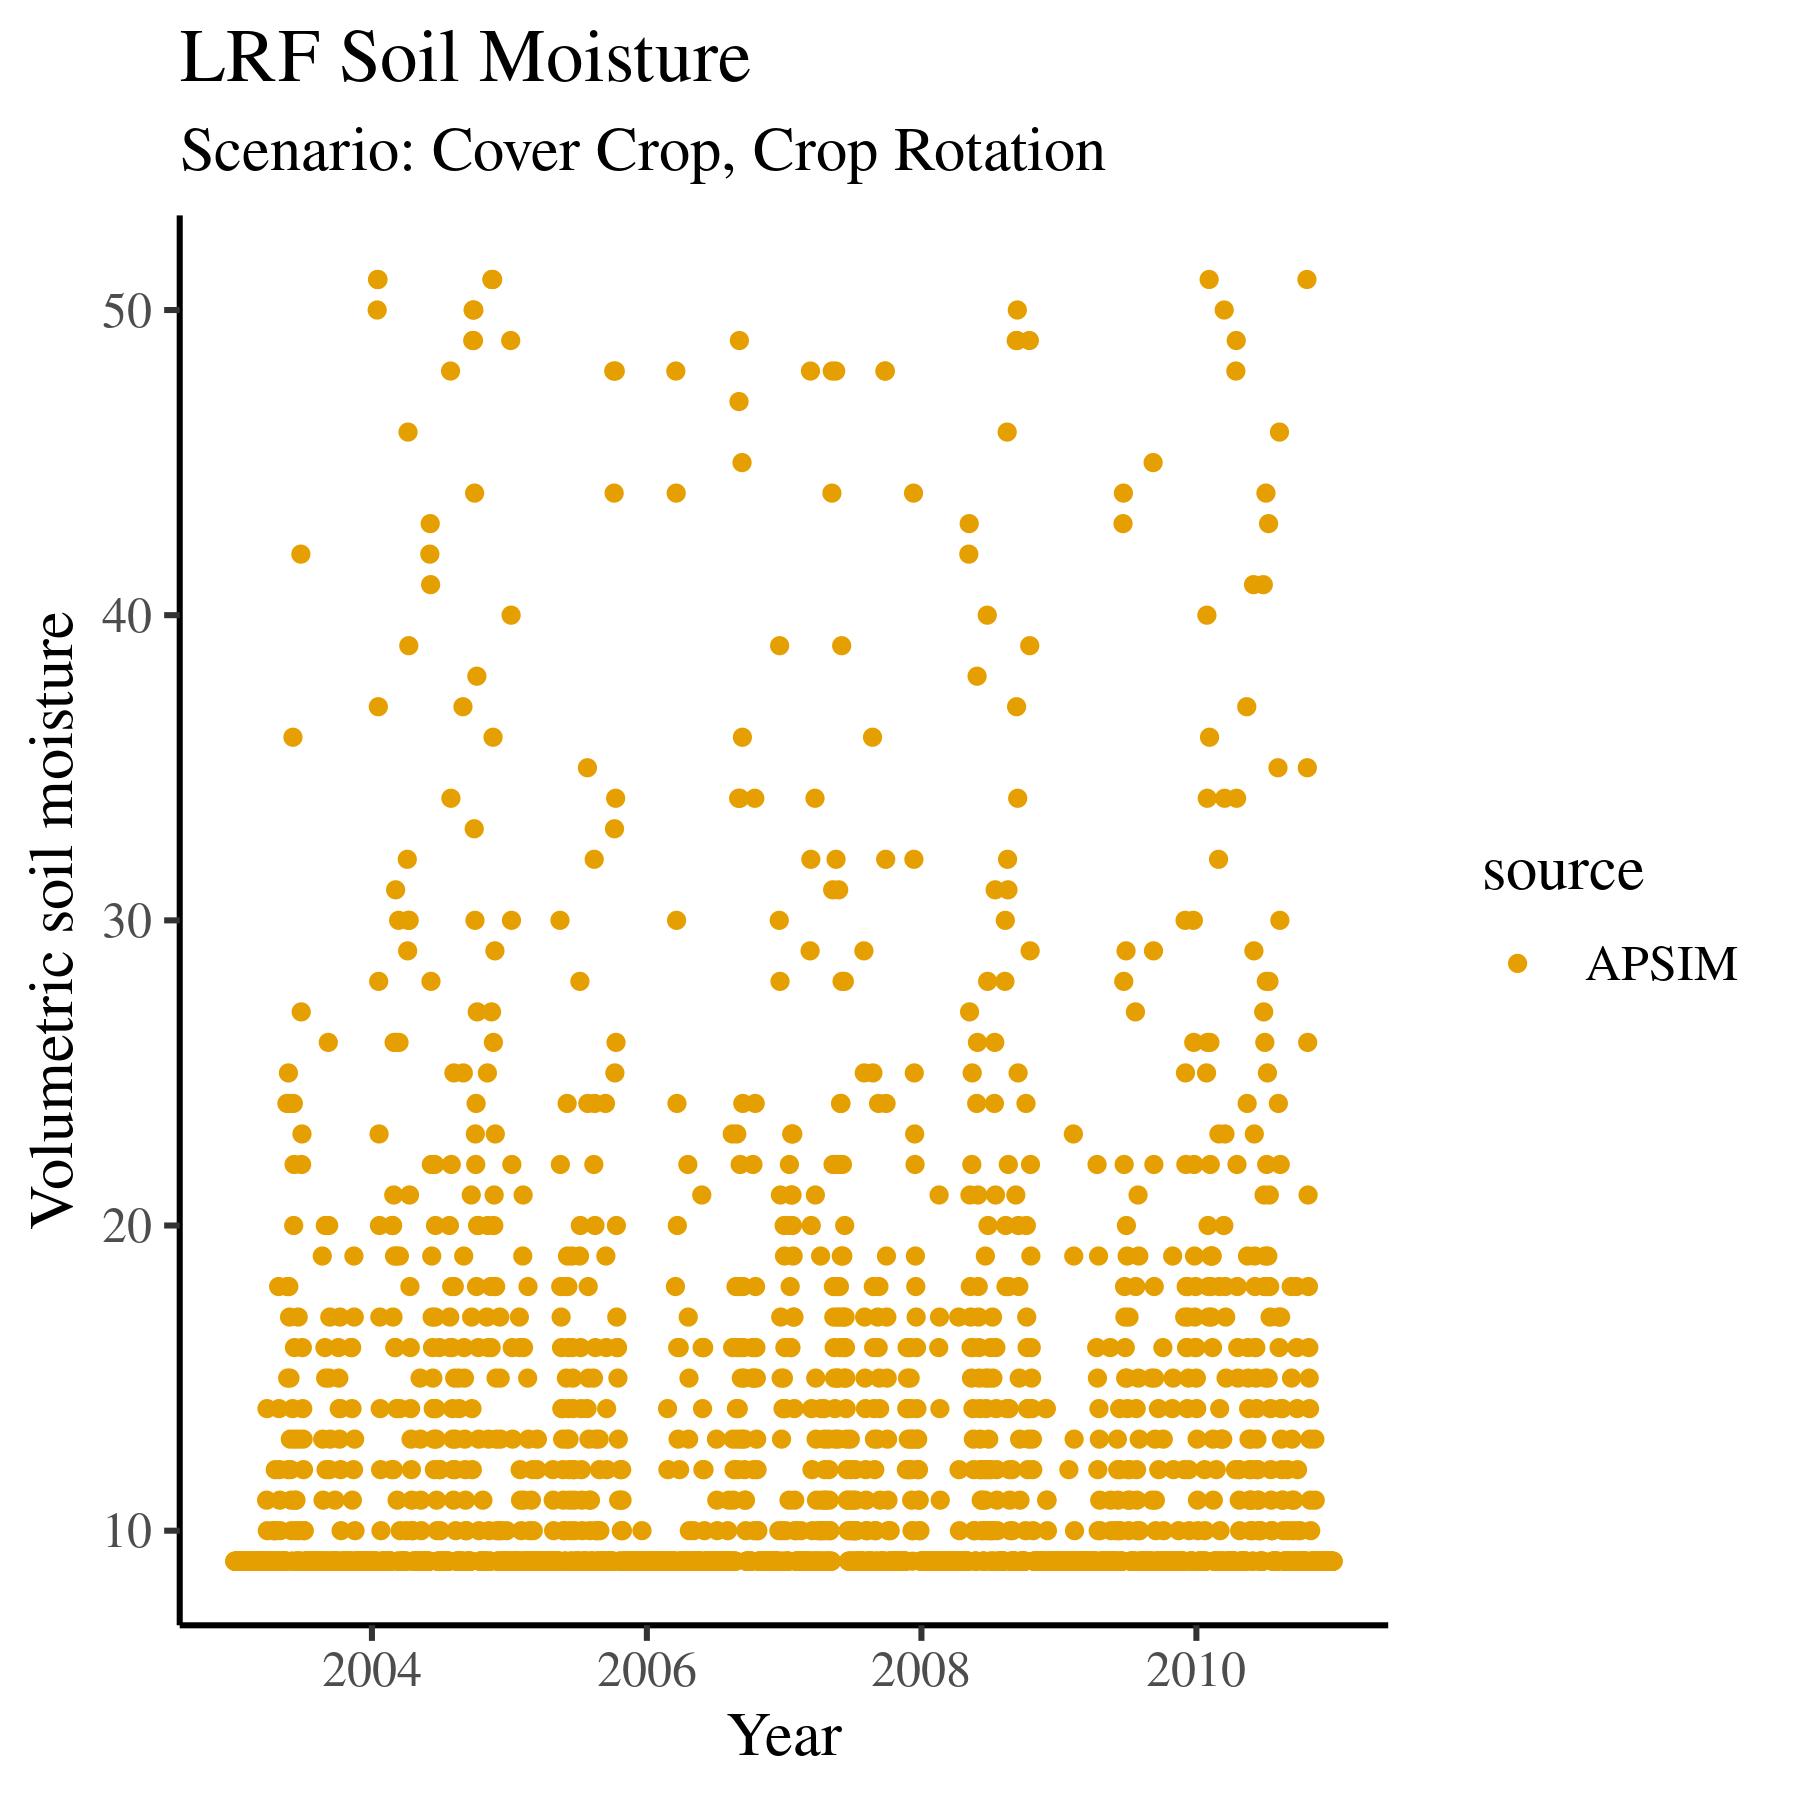 LRF Soil Moisture
Scenario: Cover Crop, Crop Rotation
Volumetric soil moisture
50
40
30
20
10
2004 2006 2008 2010
Year
source
APSIM